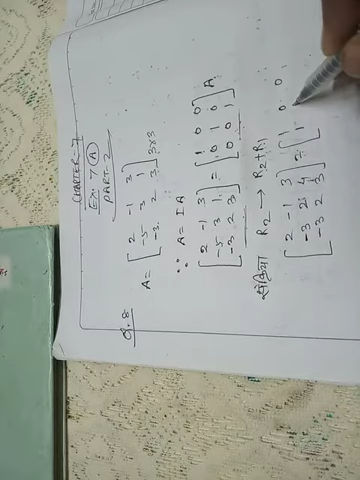 CHAPTER-7
EX. 7 (A)
PART-2
Q.8
A = [2 -1 3
-5 3 1
-3 2 3] 3x3
∵ A = IA
[2 -1 3
-5 3 1
-3 2 3] = [1 0 0
0 1 0
0 0 1] A
संक्रिया R2 → R2+R1
[2 -1 3
-3 2 4
-3 2 3] = [1 0 0
1 1